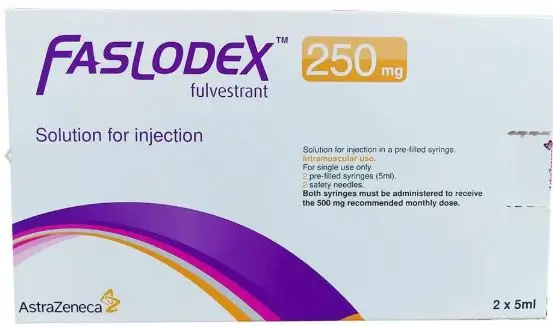 FASLODEX™
fulvestrant
250 mg
Solution for injection
Solution for injection in a pre-filled syringe.
Intramuscular use.
For single use only.
2 pre-filled syringes (5ml).
2 safety needles.
Both syringes must be administered to receive
the 500 mg recommended monthly dose.
AstraZeneca
2 x 5ml